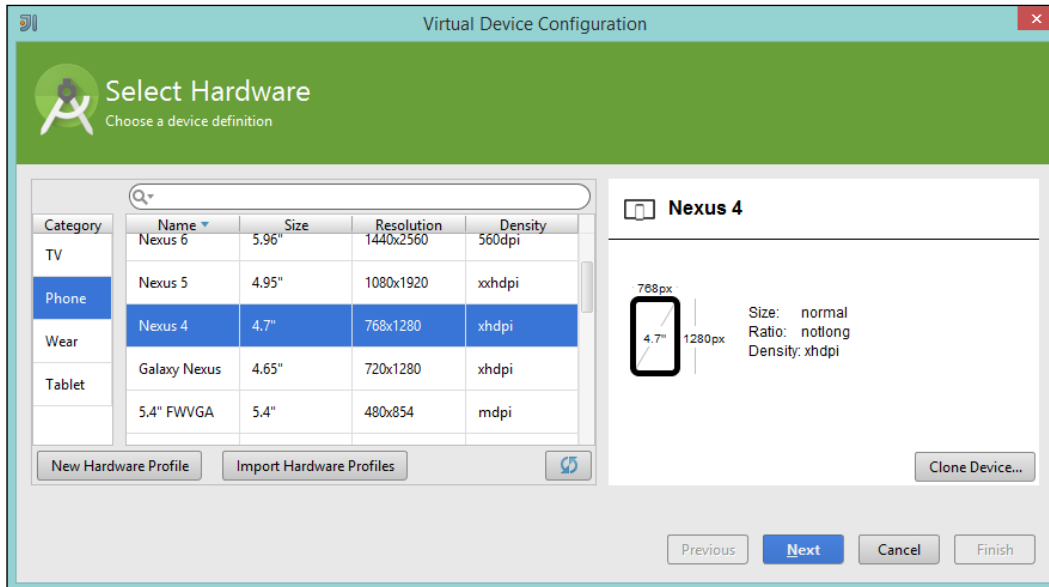 Virtual Device Configuration
Select Hardware
Choose a device definition
Category
TV
Phone
Wear
Tablet
Name Size Resolution Density
Nexus 6 5.96" 1440x2560 560dpi
Nexus 5 4.95" 1080x1920 xxhdpi
Nexus 4 4.7" 768x1280 xhdpi
Galaxy Nexus 4.65" 720x1280 xhdpi
5.4" FWVGA 5.4" 480x854 mdpi
New Hardware Profile Import Hardware Profiles
Nexus 4
768px
4.7" 1280px
Size: normal
Ratio: notlong
Density: xhdpi
Clone Device...
Previous Next Cancel Finish